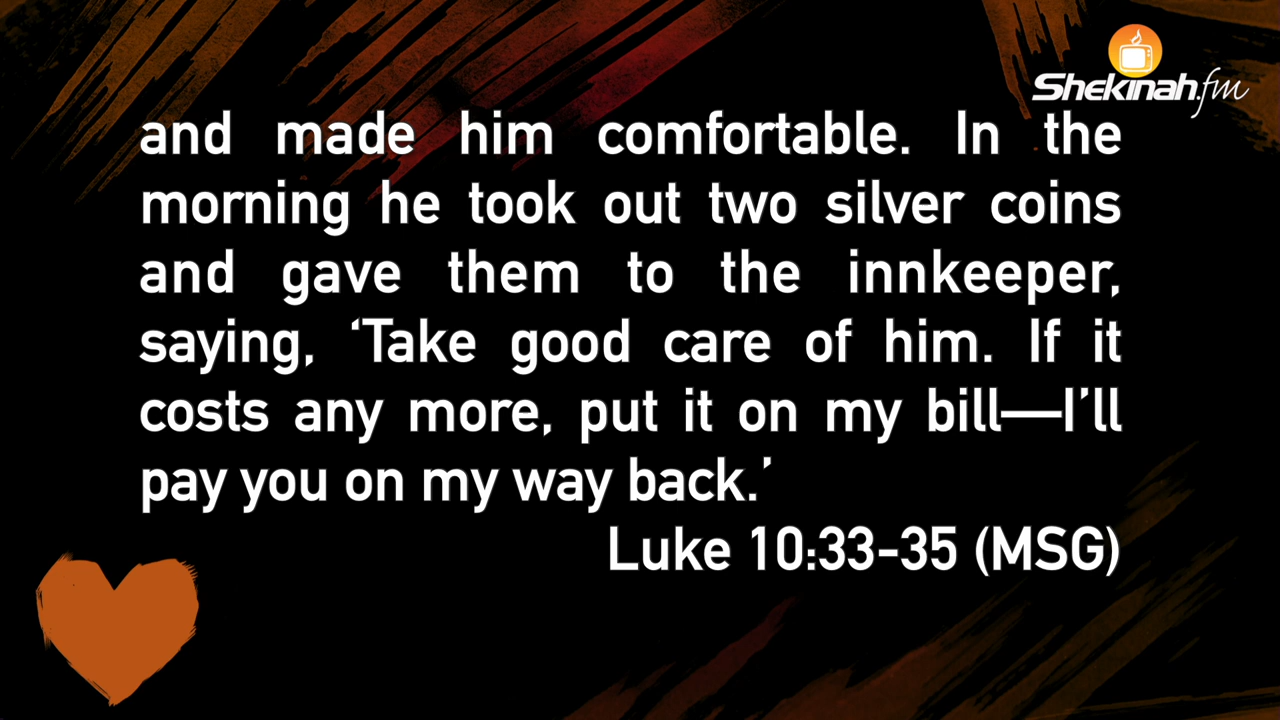 Shekinah.fm
and made him comfortable. In the
morning he took out two silver coins
and gave them to the innkeeper,
saying, ‘Take good care of him. If it
costs any more, put it on my bill—I’ll
pay you on my way back.’
Luke 10:33-35 (MSG)